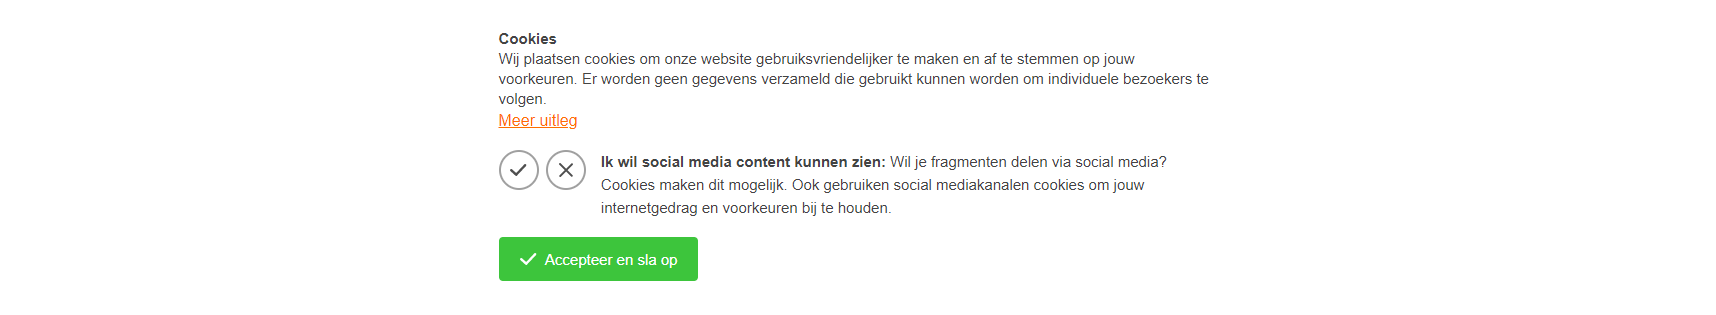 Cookies
Wij plaatsen cookies om onze website gebruiksvriendelijker te maken en af te stemmen op jouw
voorkeuren. Er worden geen gegevens verzameld die gebruikt kunnen worden om individuele bezoekers te
volgen.
Meer uitleg
Ik wil social media content kunnen zien: Wil je fragmenten delen via social media?
Cookies maken dit mogelijk. Ook gebruiken social mediakanalen cookies om jouw
internetgedrag en voorkeuren bij te houden.
Accepteer en sla op